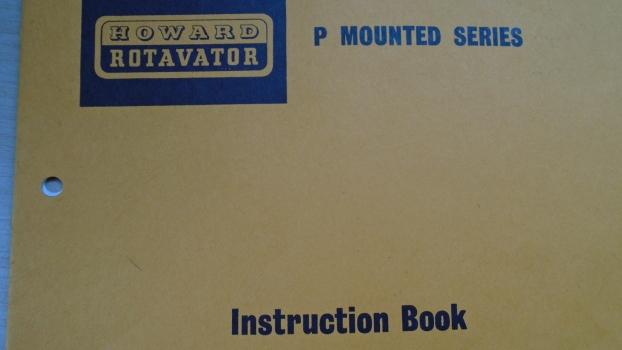 HOWARD
ROTAVATOR
P MOUNTED SERIES
Instruction Book